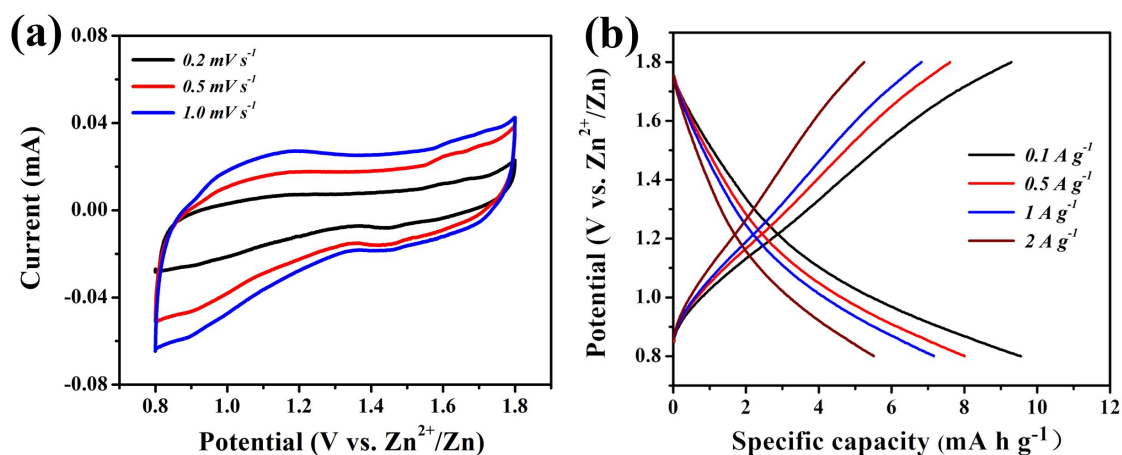 (a)
0.2 mV s⁻¹
0.5 mV s⁻¹
1.0 mV s⁻¹
Current (mA)
0.08
0.04
0.00
-0.04
-0.08
0.8 1.0 1.2 1.4 1.6 1.8
Potential (V vs. Zn²⁺/Zn)
(b)
0.1 A g⁻¹
0.5 A g⁻¹
1 A g⁻¹
2 A g⁻¹
Potential (V vs. Zn²⁺/Zn)
1.8
1.6
1.4
1.2
1.0
0.8
0 2 4 6 8 10 12
Specific capacity (mA h g⁻¹）